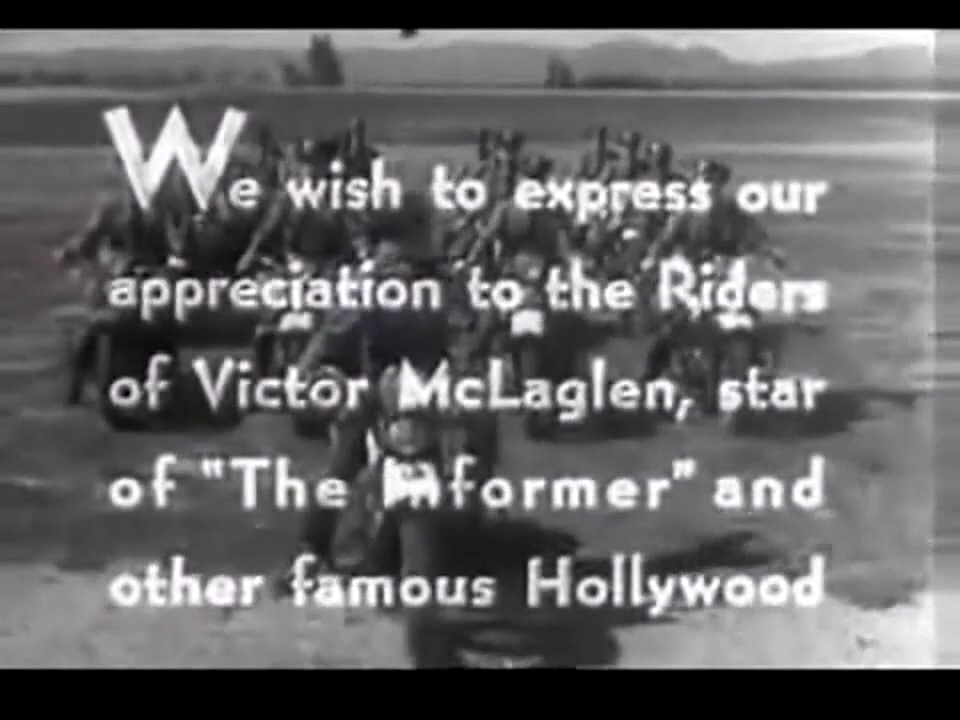 We wish to express our
appreciation to the Riders
of Victor McLaglen, star
of "The Informer" and
other famous Hollywood